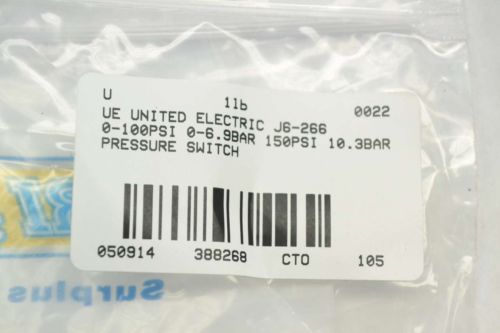 U 1lb 0022
UE UNITED ELECTRIC J6-266
0-100PSI 0-6.9BAR 150PSI 10.3BAR
PRESSURE SWITCH
050914 388268 CTO 105
Surplus